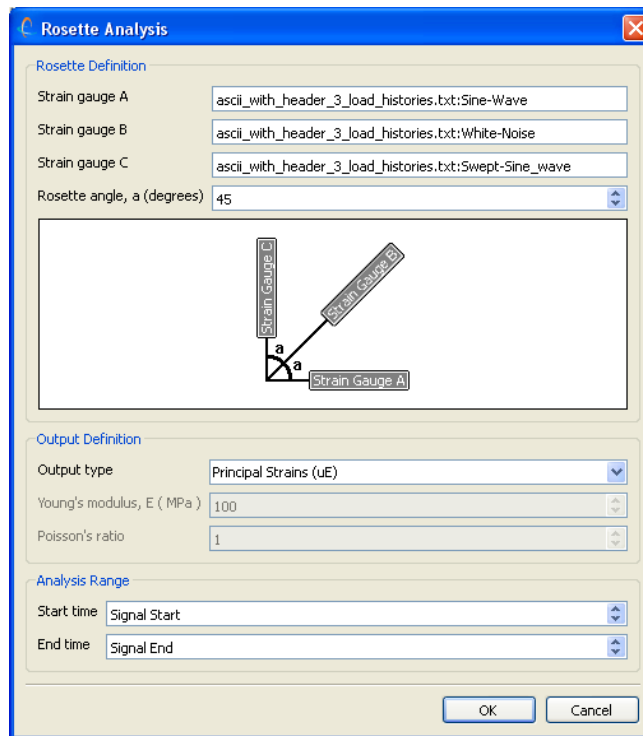 Rosette Analysis
Rosette Definition
Strain gauge A ascii_with_header_3_load_histories.txt:Sine-Wave
Strain gauge B ascii_with_header_3_load_histories.txt:White-Noise
Strain gauge C ascii_with_header_3_load_histories.txt:Swept-Sine_wave
Rosette angle, a (degrees) 45
Strain Gauge C
Strain Gauge B
a
a
Strain Gauge A
Output Definition
Output type Principal Strains (uE)
Young's modulus, E ( MPa ) 100
Poisson's ratio 1
Analysis Range
Start time Signal Start
End time Signal End
OK Cancel